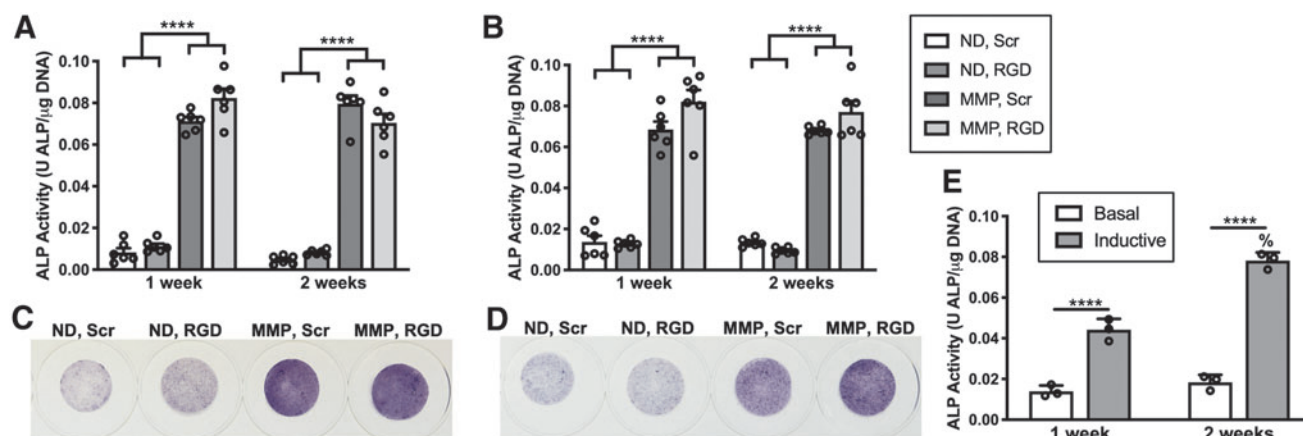 A
ALP Activity (U ALP/µg DNA)
0.10
0.08
0.06
0.04
0.02
0.00
****
****
1 week
2 weeks
B
ALP Activity (U ALP/µg DNA)
0.10
0.08
0.06
0.04
0.02
0.00
****
****
1 week
2 weeks
ND, Scr
ND, RGD
MMP, Scr
MMP, RGD
C
ND, Scr ND, RGD MMP, Scr MMP, RGD
D
ND, Scr ND, RGD MMP, Scr MMP, RGD
E
Basal
Inductive
ALP Activity (U ALP/µg DNA)
0.10
0.08
0.06
0.04
0.02
0.00
****
****
%
1 week
2 weeks